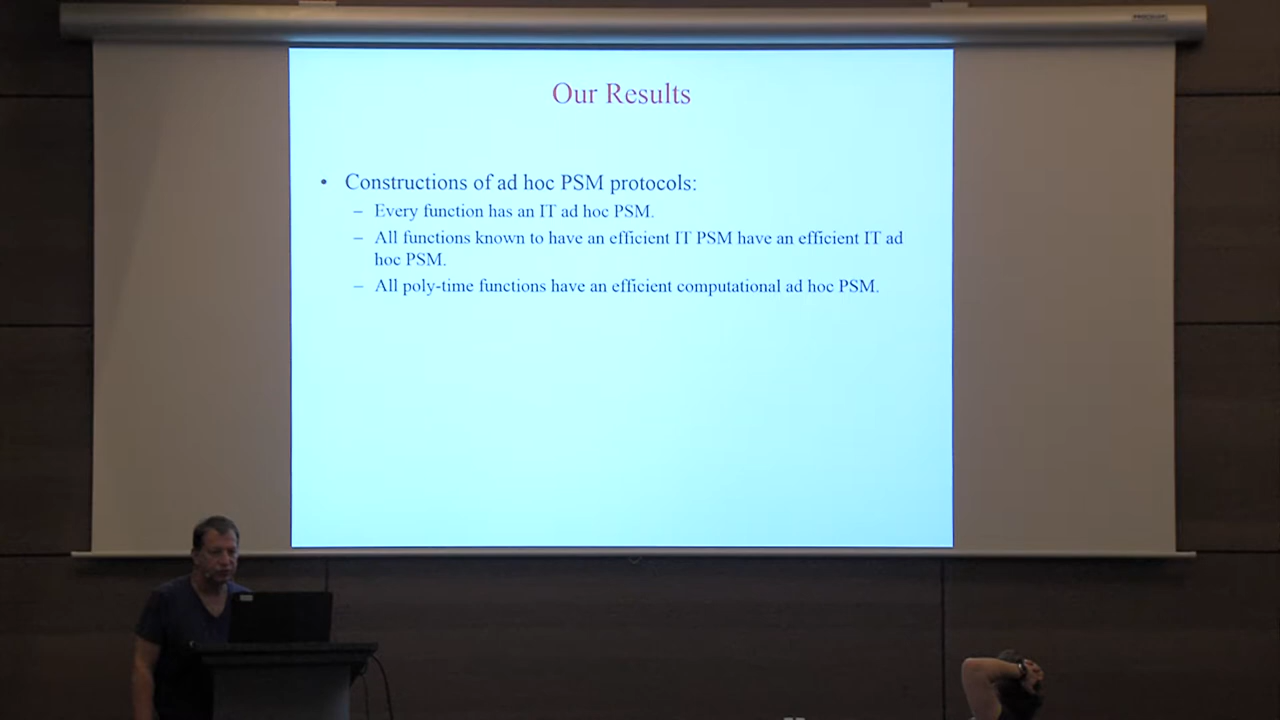 Our Results
• Constructions of ad hoc PSM protocols:
– Every function has an IT ad hoc PSM.
– All functions known to have an efficient IT PSM have an efficient IT ad
hoc PSM.
– All poly-time functions have an efficient computational ad hoc PSM.